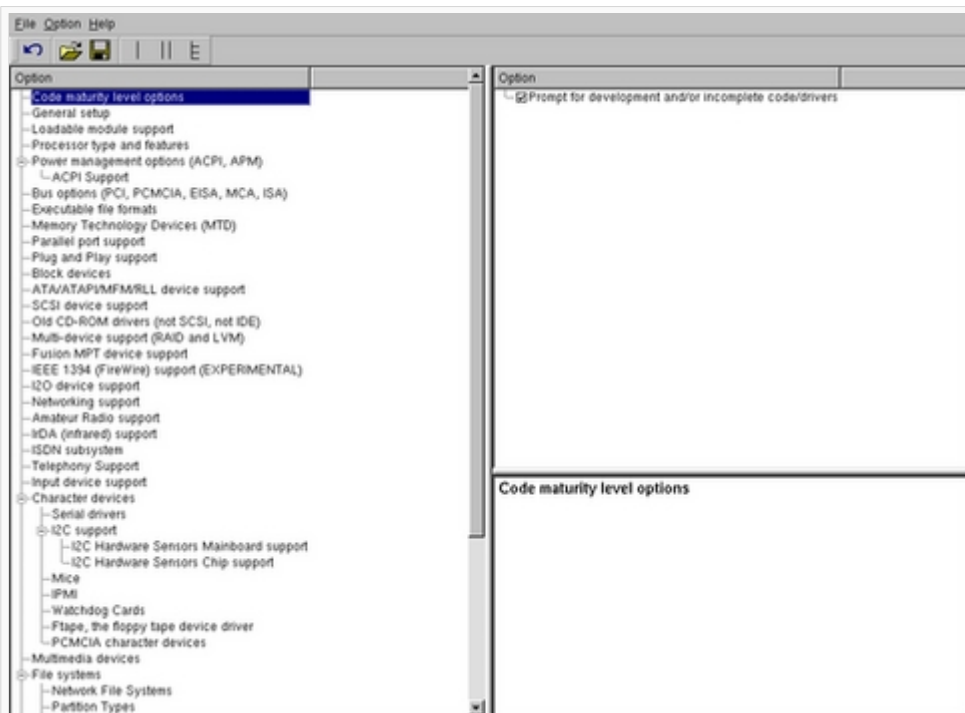 File Option Help
Option
Code maturity level options
General setup
Loadable module support
Processor type and features
Power management options (ACPI, APM)
ACPI Support
Bus options (PCI, PCMCIA, EISA, MCA, ISA)
Executable file formats
Memory Technology Devices (MTD)
Parallel port support
Plug and Play support
Block devices
ATA/ATAPI/MFM/RLL device support
SCSI device support
Old CD-ROM drivers (not SCSI, not IDE)
Multi-device support (RAID and LVM)
Fusion MPT device support
IEEE 1394 (FireWire) support (EXPERIMENTAL)
I2O device support
Networking support
Amateur Radio support
IrDA (infrared) support
ISDN subsystem
Telephony Support
Input device support
Character devices
Serial drivers
I2C support
I2C Hardware Sensors Mainboard support
I2C Hardware Sensors Chip support
Mice
IPMI
Watchdog Cards
Ftape, the floppy tape device driver
PCMCIA character devices
Multimedia devices
File systems
Network File Systems
Partition Types
Option
Prompt for development and/or incomplete code/drivers
Code maturity level options